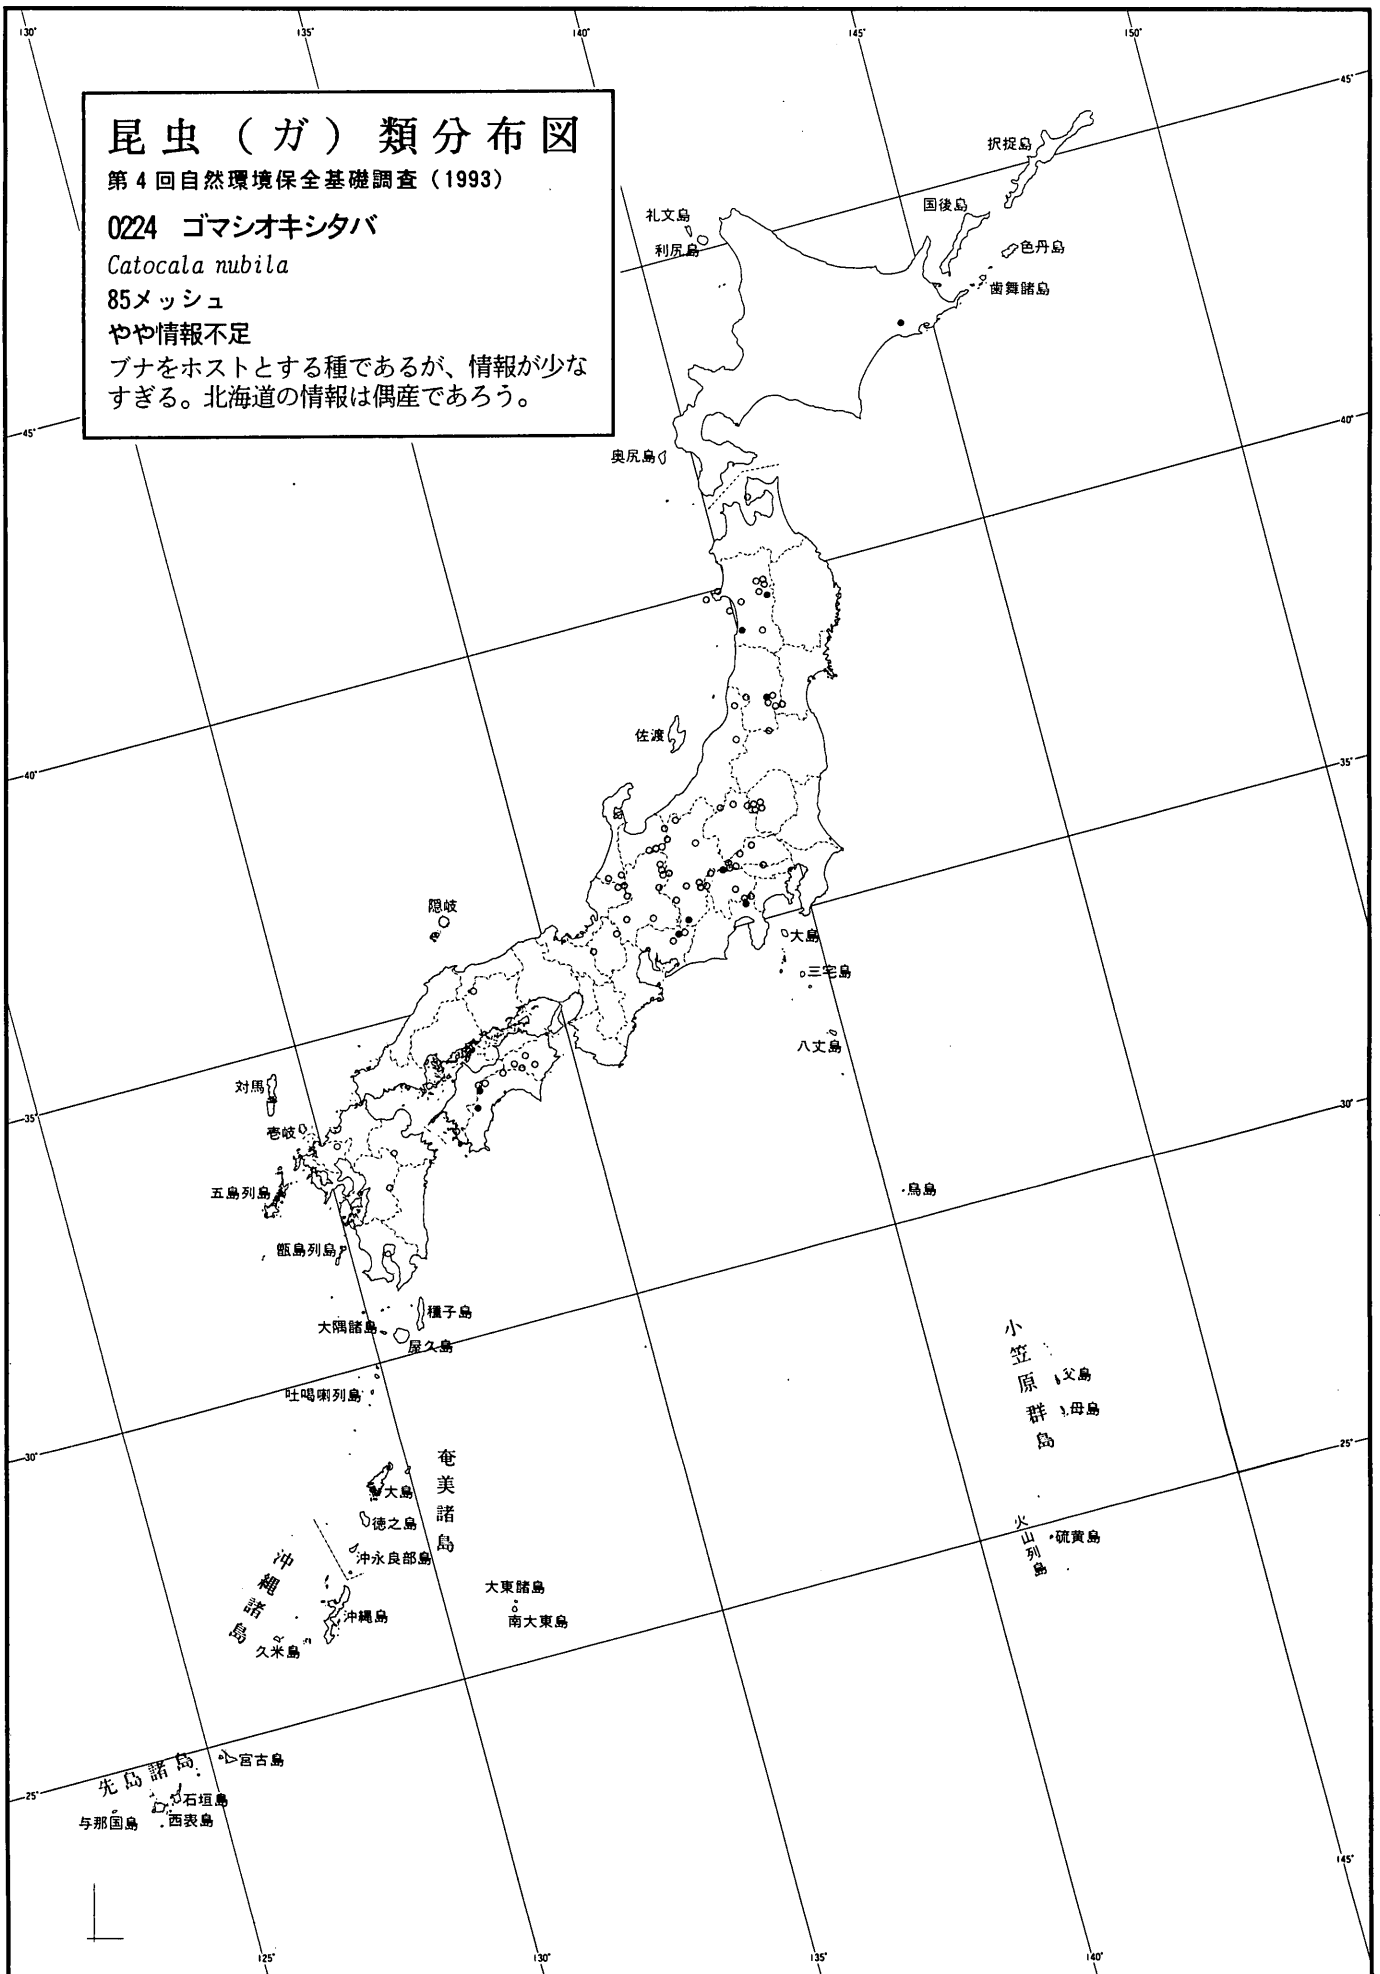 130°
135°
140°
145°
150°
昆虫（ガ）類分布図
第4回自然環境保全基礎調査（1993）
0224　ゴマシオキシタバ
Catocala nubila
85メッシュ
やや情報不足
ブナをホストとする種であるが、情報が少な
すぎる。北海道の情報は偶産であろう。
45°
択捉島
国後島
色丹島
歯舞諸島
礼文島
利尻島
45°
40°
奥尻島
佐渡
40°
35°
隠岐
大島
三宅島
八丈島
対馬
壱岐
35°
30°
五島列島
甑島列島
鳥島
種子島
大隅諸島
屋久島
吐噶喇列島
小笠原群島
父島
母島
30°
25°
奄美諸島
大島
徳之島
沖永良部島
沖縄諸島
沖縄島
久米島
大東諸島
南大東島
火山列島
硫黄島
先島諸島
宮古島
石垣島
西表島
与那国島
25°
145°
125°
130°
135°
140°